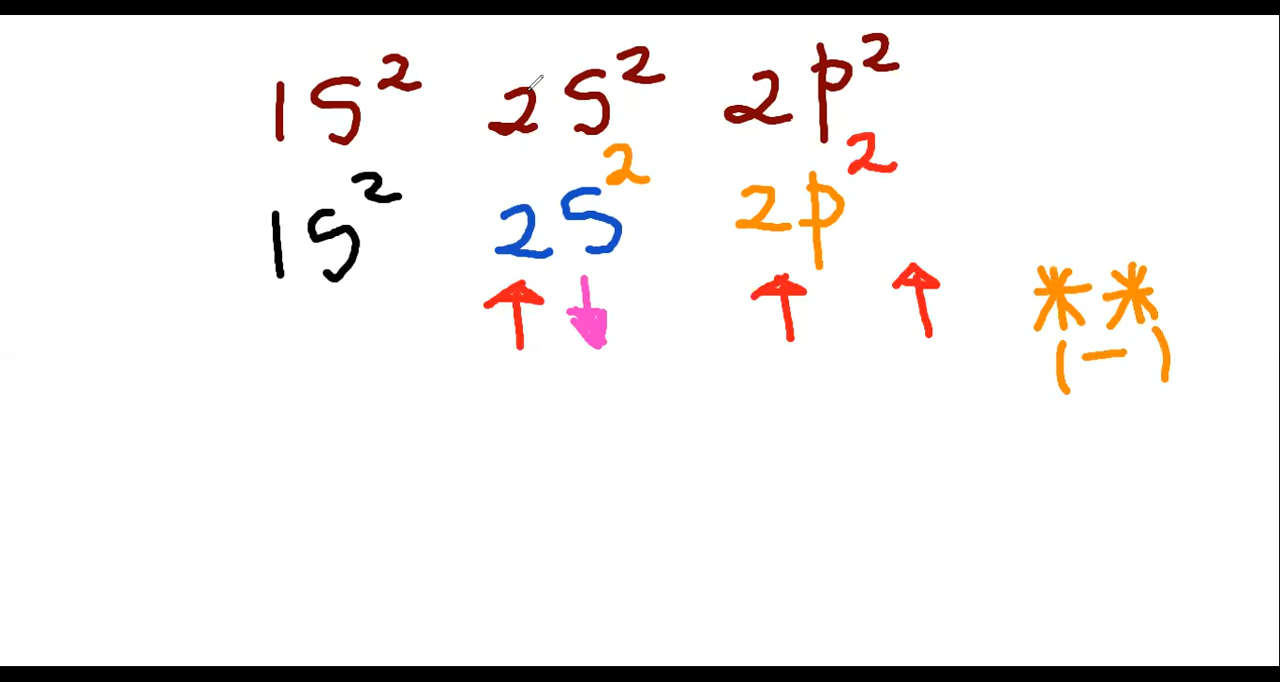 1S² 2S² 2P²
1S² 2S² 2P²
↑ ↓ ↑ ↑ **
(-)